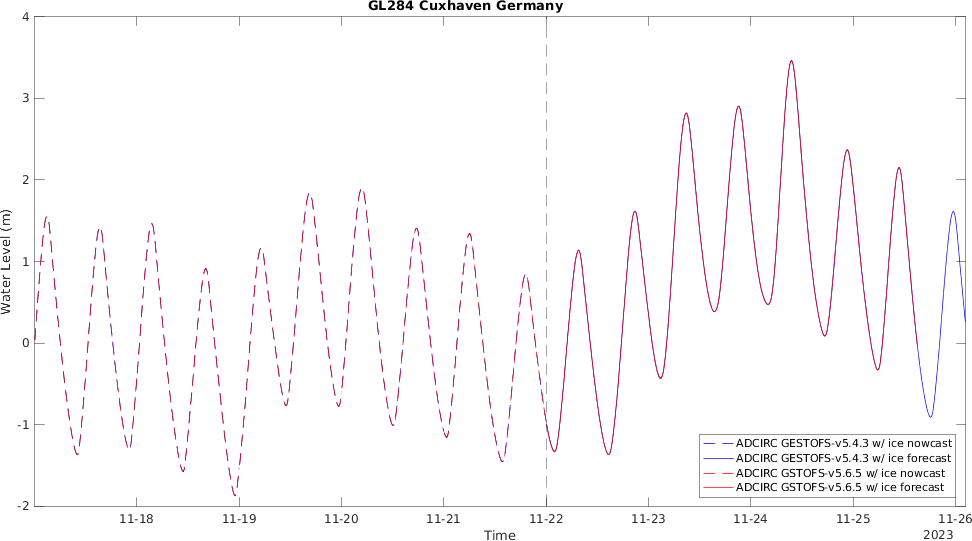 GL284 Cuxhaven Germany
4
3
2
1
0
-1
-2
Water Level (m)
ADCIRC GESTOFS-v5.4.3 w/ ice nowcast
ADCIRC GESTOFS-v5.4.3 w/ ice forecast
ADCIRC GSTOFS-v5.6.5 w/ ice nowcast
ADCIRC GSTOFS-v5.6.5 w/ ice forecast
11-18 11-19 11-20 11-21 11-22 11-23 11-24 11-25 11-26
Time
2023